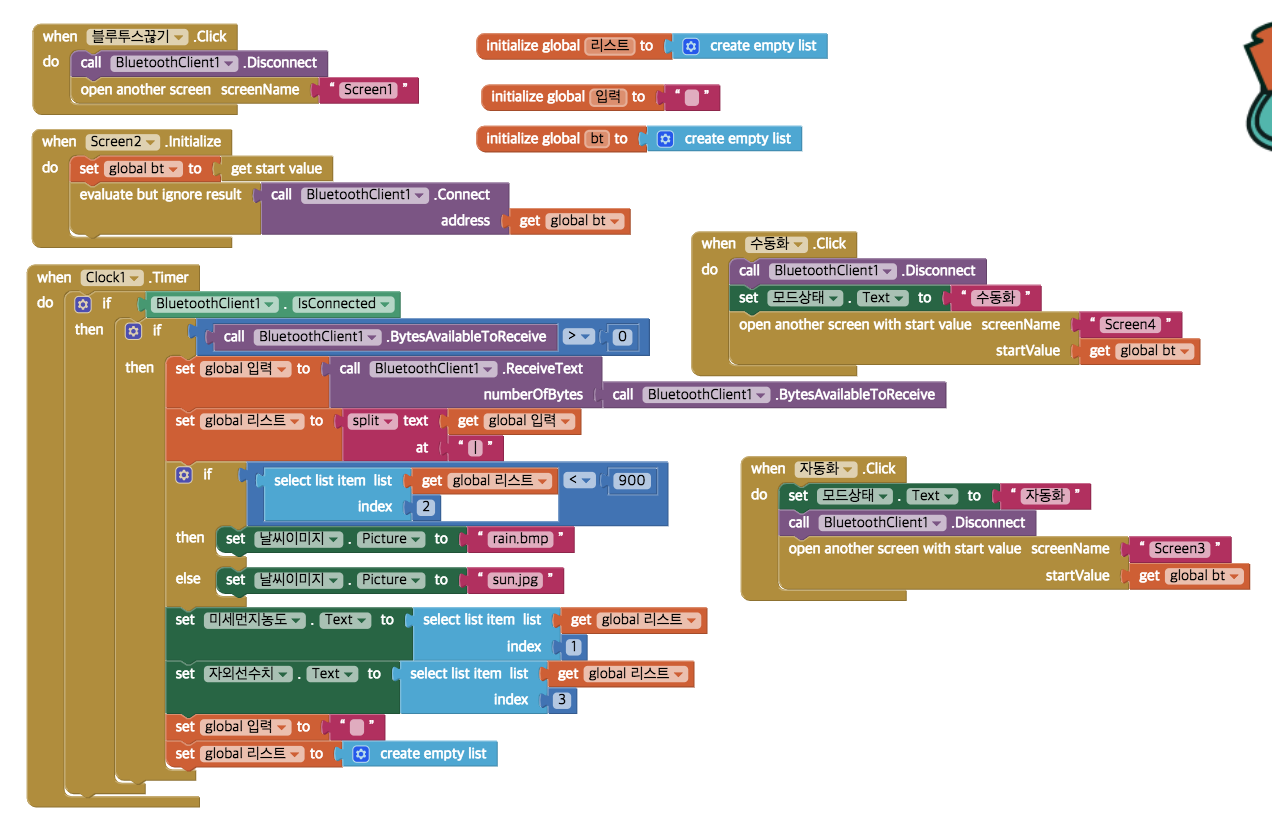 when 블루투스끊기 .Click
do call BluetoothClient1 .Disconnect
open another screen screenName " Screen1 "
initialize global 리스트 to create empty list
initialize global 입력 to " "
initialize global bt to create empty list
when Screen2 .Initialize
do set global bt to get start value
evaluate but ignore result call BluetoothClient1 .Connect
address get global bt
when Clock1 .Timer
do if BluetoothClient1 . IsConnected
then if call BluetoothClient1 .BytesAvailableToReceive > 0
then set global 입력 to call BluetoothClient1 .ReceiveText
numberOfBytes call BluetoothClient1 .BytesAvailableToReceive
set global 리스트 to split text get global 입력
at " | "
if select list item list get global 리스트 < 900
index 2
then set 날씨이미지 . Picture to " rain.bmp "
else set 날씨이미지 . Picture to " sun.jpg "
set 미세먼지농도 . Text to select list item list get global 리스트
index 1
set 자외선수치 . Text to select list item list get global 리스트
index 3
set global 입력 to " "
set global 리스트 to create empty list
when 수동화 .Click
do call BluetoothClient1 .Disconnect
set 모드상태 . Text to " 수동화 "
open another screen with start value screenName " Screen4 "
startValue get global bt
when 자동화 .Click
do set 모드상태 . Text to " 자동화 "
call BluetoothClient1 .Disconnect
open another screen with start value screenName " Screen3 "
startValue get global bt